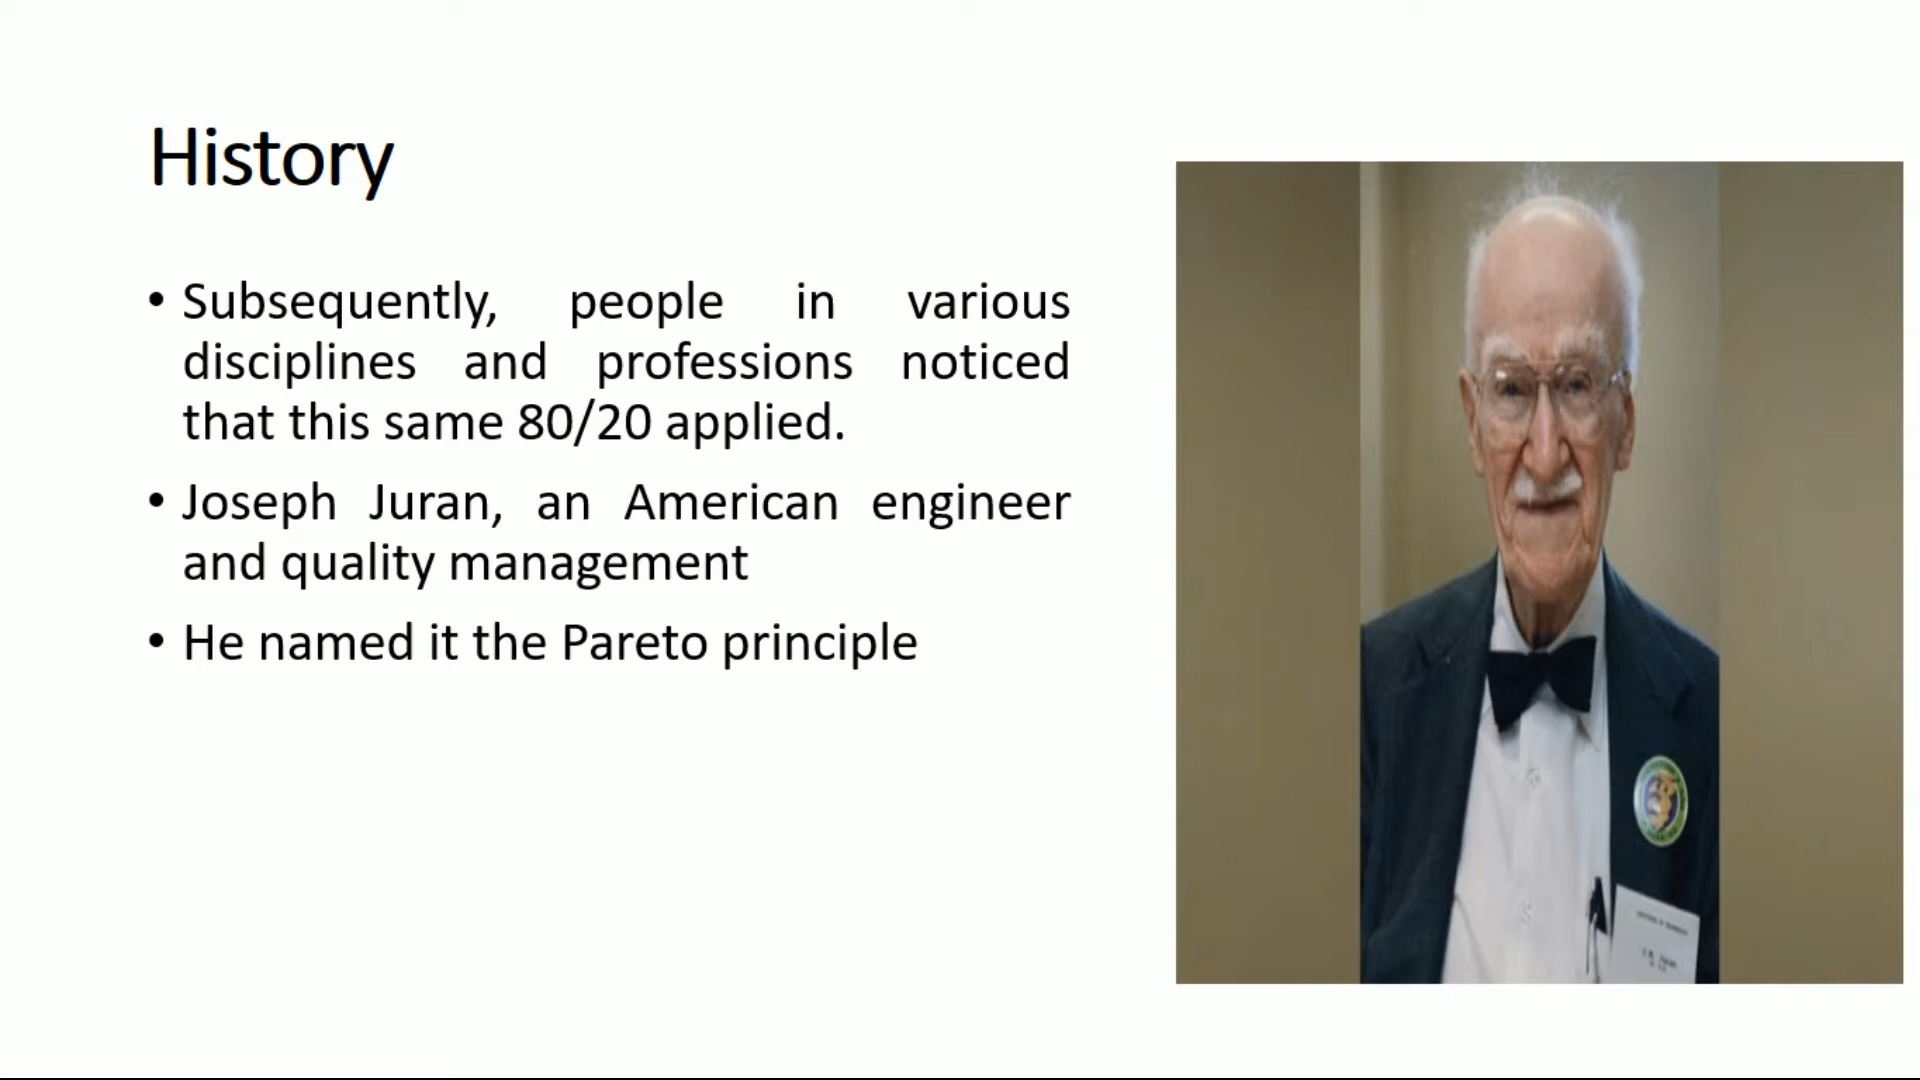 History
• Subsequently, people in various
disciplines and professions noticed
that this same 80/20 applied.
• Joseph Juran, an American engineer
and quality management
• He named it the Pareto principle